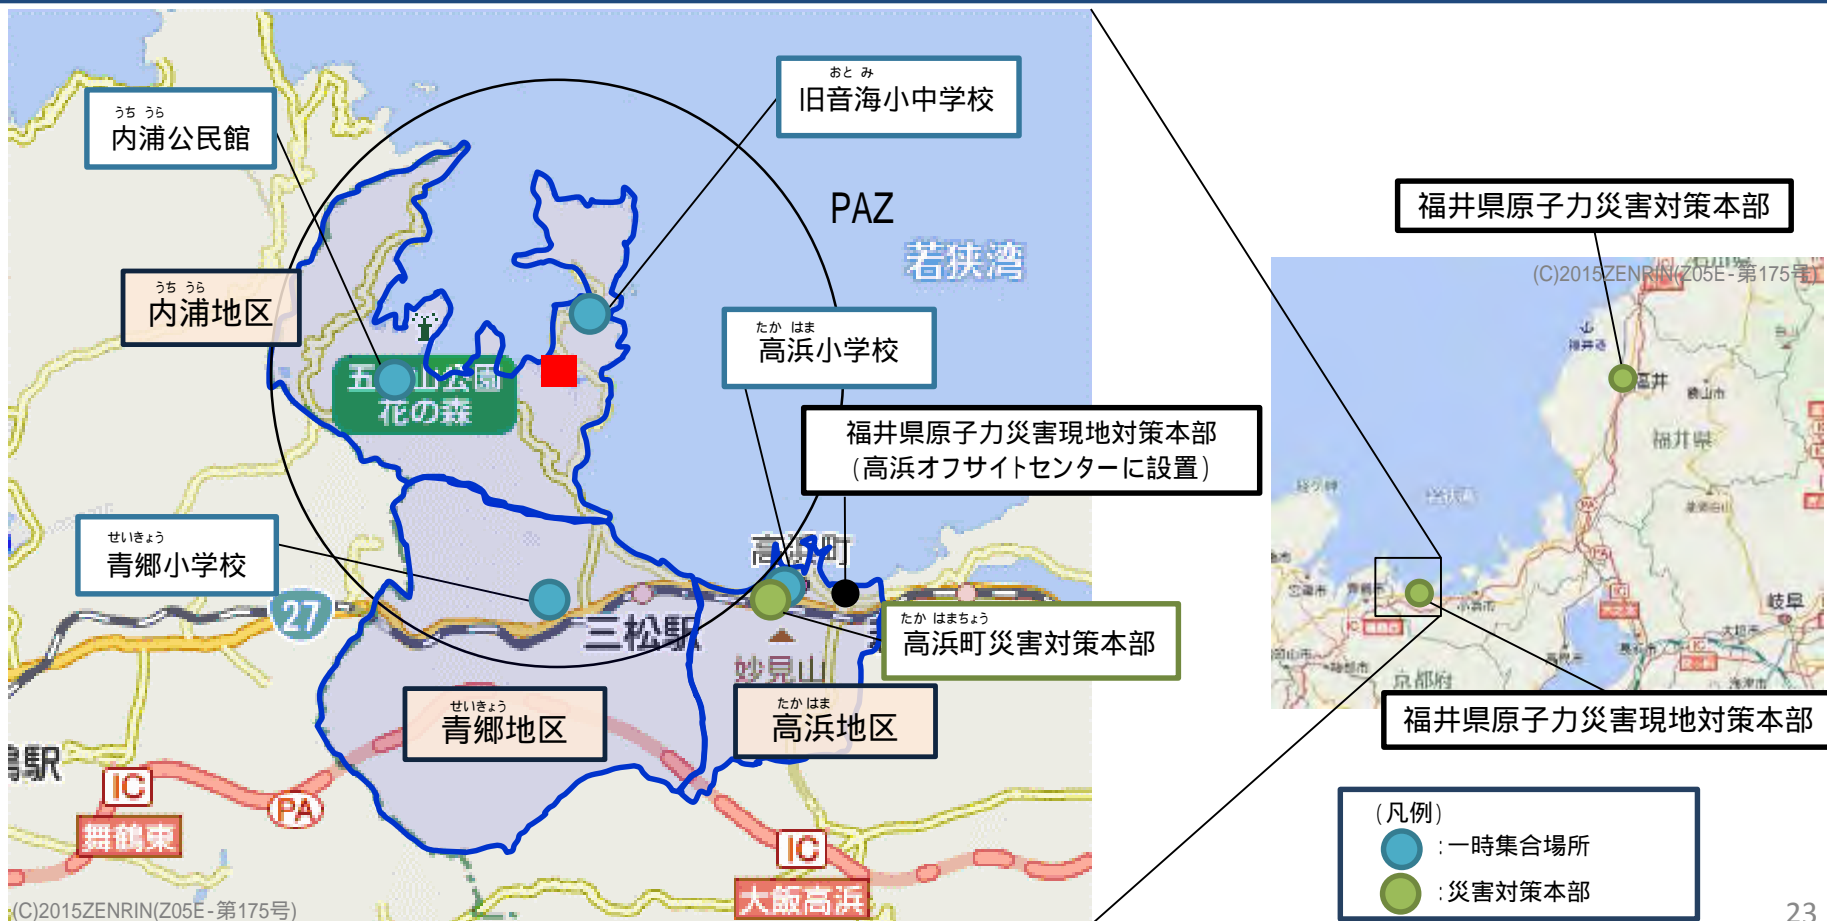 うち うら
内浦公民館
おと み
旧音海小中学校
PAZ
若狭湾
うち うら
内浦地区
たか はま
高浜小学校
福井県原子力災害現地対策本部
(高浜オフサイトセンターに設置)
花の森
せいきょう
青郷小学校
27
三松駅
妙見山
たか はまちょう
高浜町災害対策本部
せいきょう
青郷地区
たか はま
高浜地区
IC
舞鶴東
PA
IC
大飯高浜
(C)2015ZENRIN(Z05E-第175号)
福井県原子力災害対策本部
(C)2015ZENRIN(Z05E-第175号)
福井県
岐阜
京都府
福井県原子力災害現地対策本部
(凡例)
:一時集合場所
:災害対策本部
23